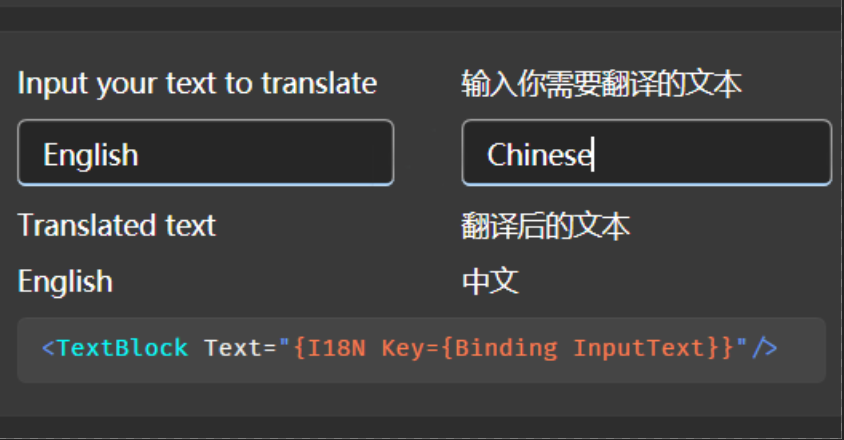 Input your text to translate
输入你需要翻译的文本
English
Chinese
Translated text
翻译后的文本
English
中文
<TextBlock Text="{I18N Key={Binding InputText}}"/>